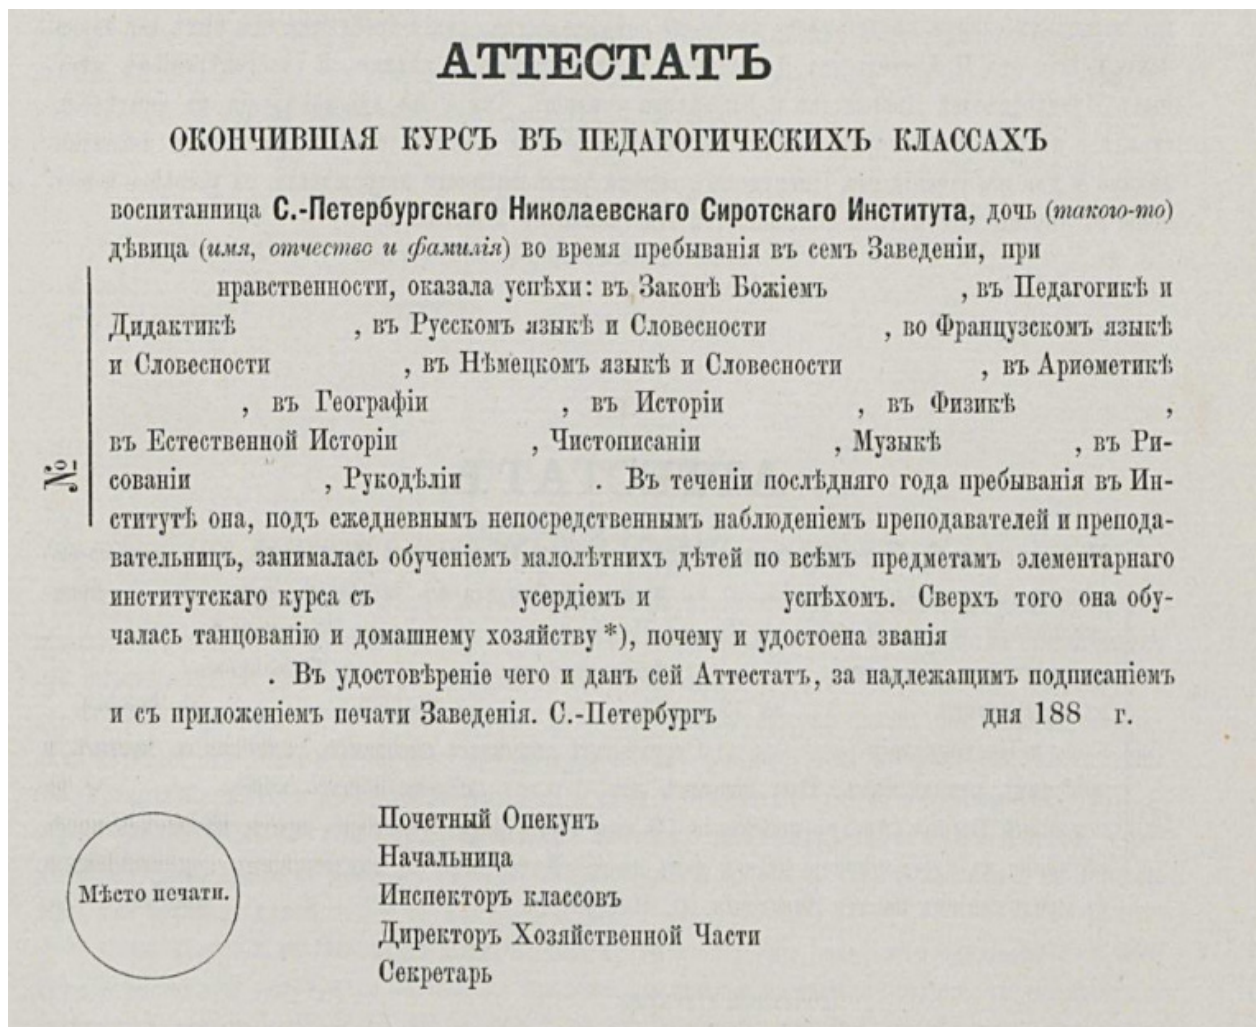 АТТЕСТАТЪ
ОКОНЧИВШАЯ КУРСЪ ВЪ ПЕДАГОГИЧЕСКИХЪ КЛАССАХЪ
воспитанница С.-Петербургскаго Николаевскаго Сиротскаго Института, дочь (такого-то)
дѣвица (имя, отчество и фамилія) во время пребыванія въ семъ Заведеніи, при
нравственности, оказала успѣхи: въ Законѣ Божіемъ , въ Педагогикѣ и
Дидактикѣ , въ Русскомъ языкѣ и Словесности , во Французскомъ языкѣ
и Словесности , въ Нѣмецкомъ языкѣ и Словесности , въ Ариѳметикѣ
, въ Географіи , въ Исторіи , въ Физикѣ ,
въ Естественной Исторіи , Чистописаніи , Музыкѣ , въ Ри-
сованіи , Рукодѣліи . Въ теченіи послѣдняго года пребыванія въ Ин-
ститутѣ она, подъ ежедневнымъ непосредственнымъ наблюденіемъ преподавателей и препода-
вательницъ, занималась обученіемъ малолѣтнихъ дѣтей по всѣмъ предметамъ элементарнаго
институтскаго курса съ усердіемъ и успѣхомъ. Сверхъ того она обу-
чалась танцованію и домашнему хозяйству *), почему и удостоена званія
. Въ удостовѣреніе чего и данъ сей Аттестатъ, за надлежащимъ подписаніемъ
и съ приложеніемъ печати Заведенія. С.-Петербургъ дня 188 г.
№
Мѣсто печати.
Почетный Опекунъ
Начальница
Инспекторъ классовъ
Директоръ Хозяйственной Части
Секретарь